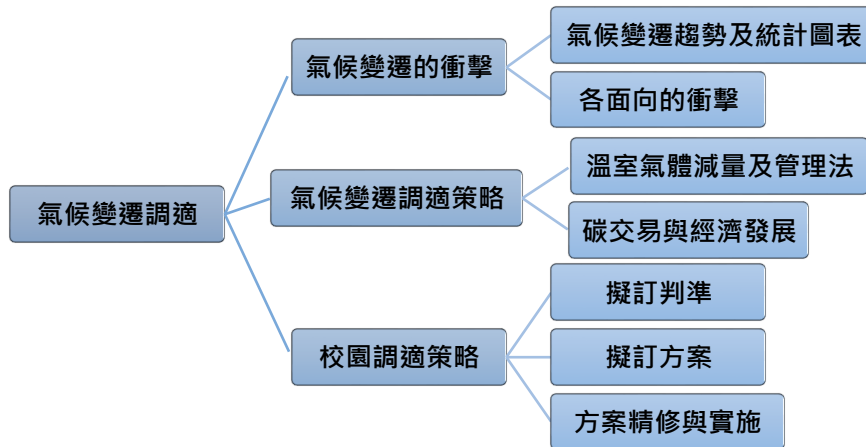 氣候變遷調適
氣候變遷的衝擊
氣候變遷趨勢及統計圖表
各面向的衝擊
氣候變遷調適策略
溫室氣體減量及管理法
碳交易與經濟發展
校園調適策略
擬訂判準
擬訂方案
方案精修與實施